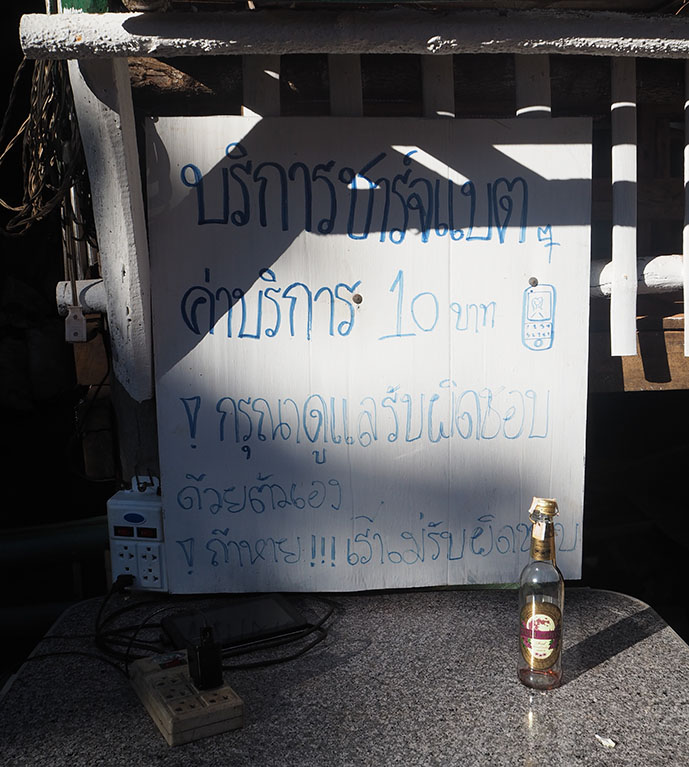 บริการชาร์จแบตฯ
ค่าบริการ 10 บาท
กรุณาดูแลรับผิดชอบ
ด้วยตัวเอง
ถ้าหาย!!! เราไม่รับผิดชอบ